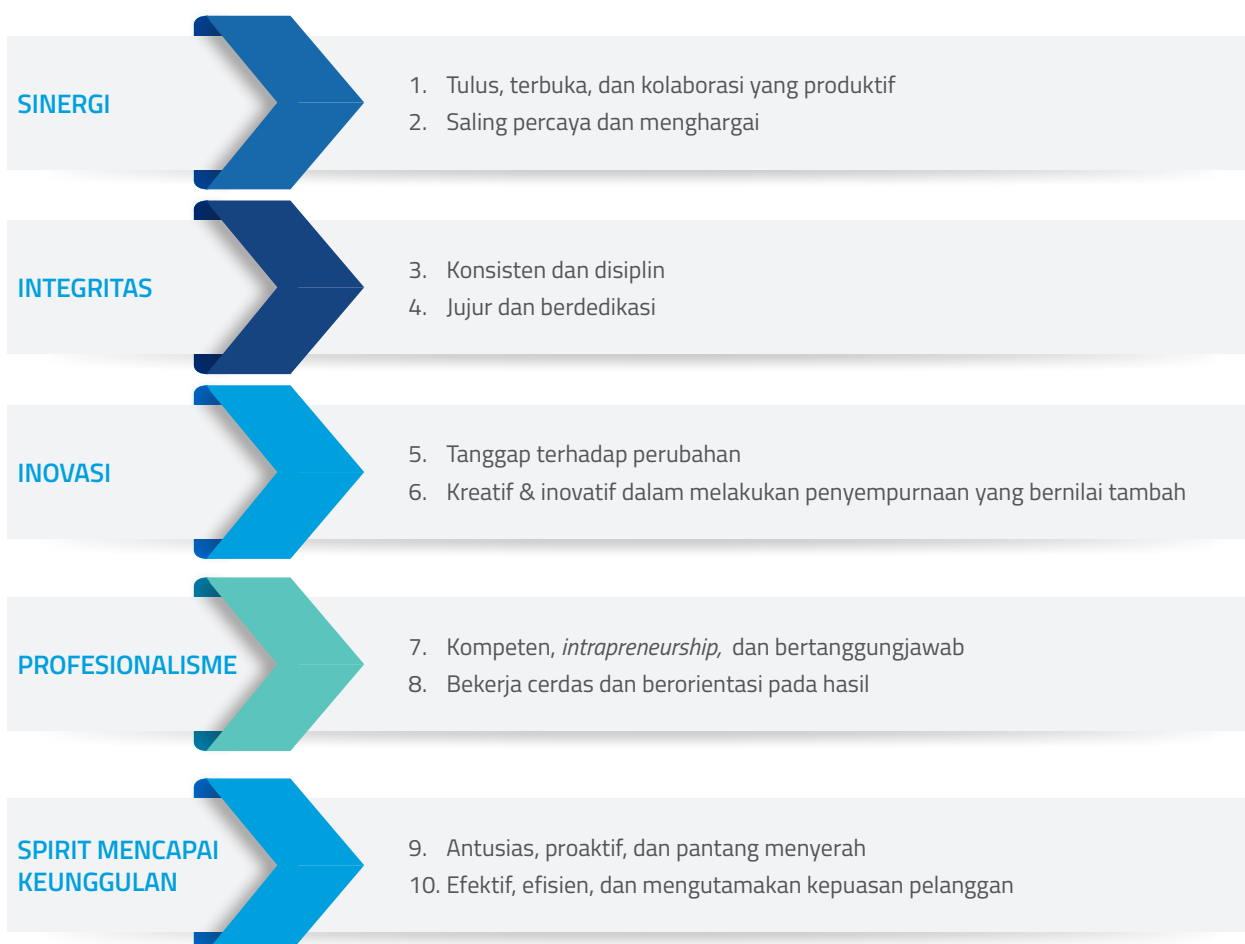 SINERGI
1. Tulus, terbuka, dan kolaborasi yang produktif
2. Saling percaya dan menghargai
INTEGRITAS
3. Konsisten dan disiplin
4. Jujur dan berdedikasi
INOVASI
5. Tanggap terhadap perubahan
6. Kreatif & inovatif dalam melakukan penyempurnaan yang bernilai tambah
PROFESIONALISME
7. Kompeten, intrapreneurship, dan bertanggungjawab
8. Bekerja cerdas dan berorientasi pada hasil
SPIRIT MENCAPAI
KEUNGGULAN
9. Antusias, proaktif, dan pantang menyerah
10. Efektif, efisien, dan mengutamakan kepuasan pelanggan